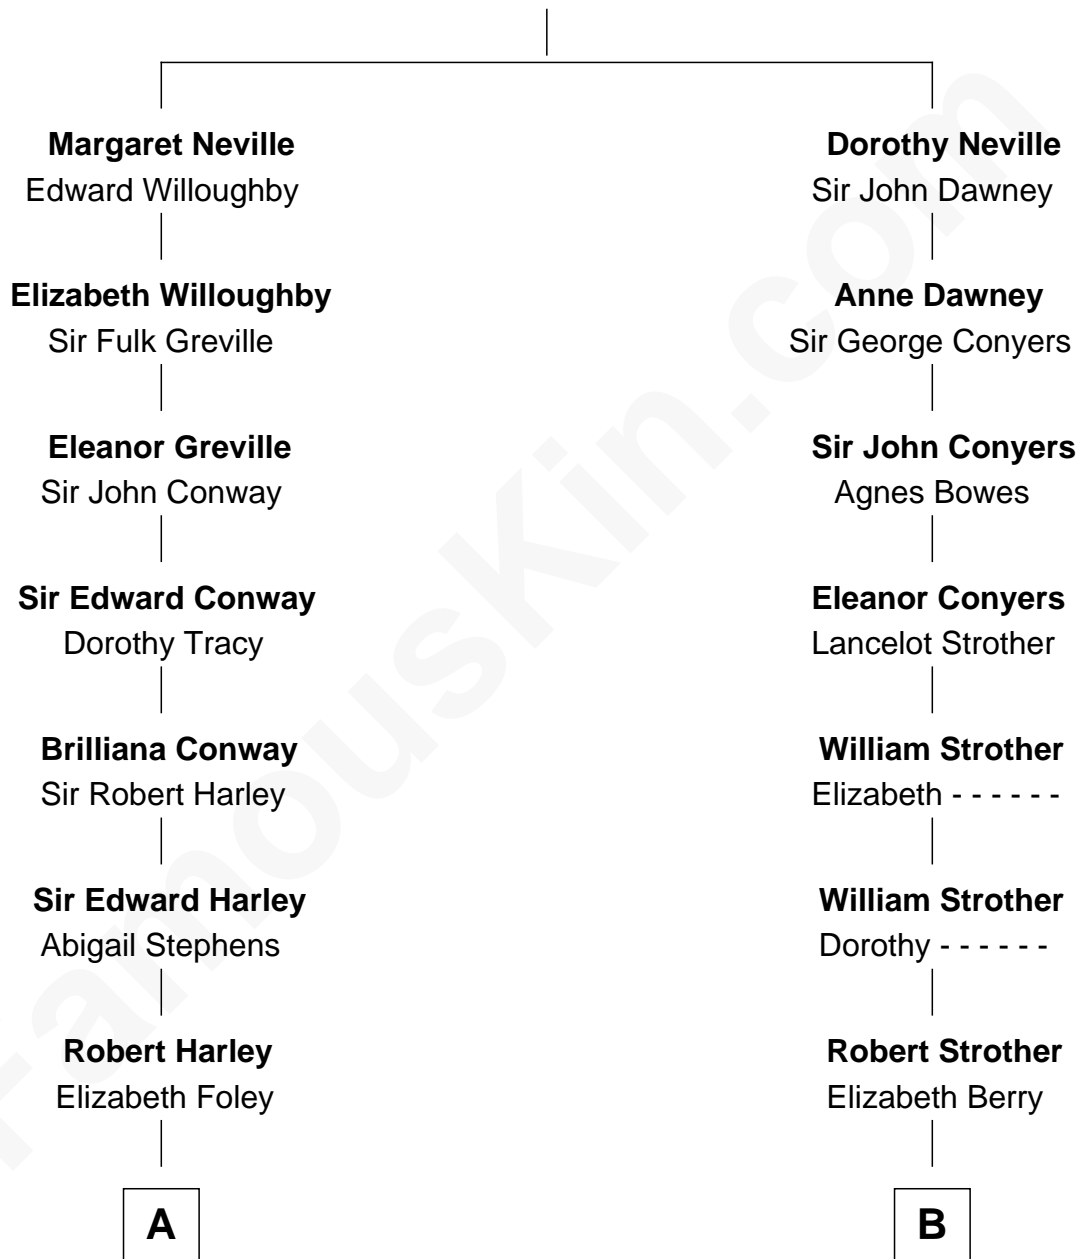 Margaret Neville
Edward Willoughby
Elizabeth Willoughby
Sir Fulk Greville
Eleanor Greville
Sir John Conway
Sir Edward Conway
Dorothy Tracy
Brilliana Conway
Sir Robert Harley
Sir Edward Harley
Abigail Stephens
Robert Harley
Elizabeth Foley
A
Dorothy Neville
Sir John Dawney
Anne Dawney
Sir George Conyers
Sir John Conyers
Agnes Bowes
Eleanor Conyers
Lancelot Strother
William Strother
Elizabeth - - - - - -
William Strother
Dorothy - - - - - -
Robert Strother
Elizabeth Berry
B
FamousKin.com